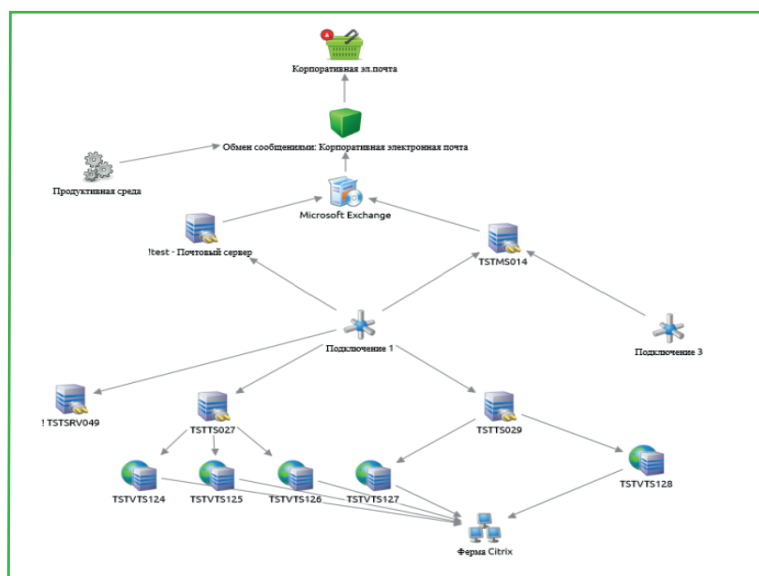 Корпоративная эл.почта
Обмен сообщениями: Корпоративная электронная почта
Продуктивная среда
Microsoft Exchange
!test - Почтовый сервер
TSTMS014
Подключение 1
Подключение 3
! TSTSRV049
TSTTS027
TSTTS029
TSTVTS124
TSTVTS125
TSTVTS126
TSTVTS127
TSTVTS128
Ферма Citrix